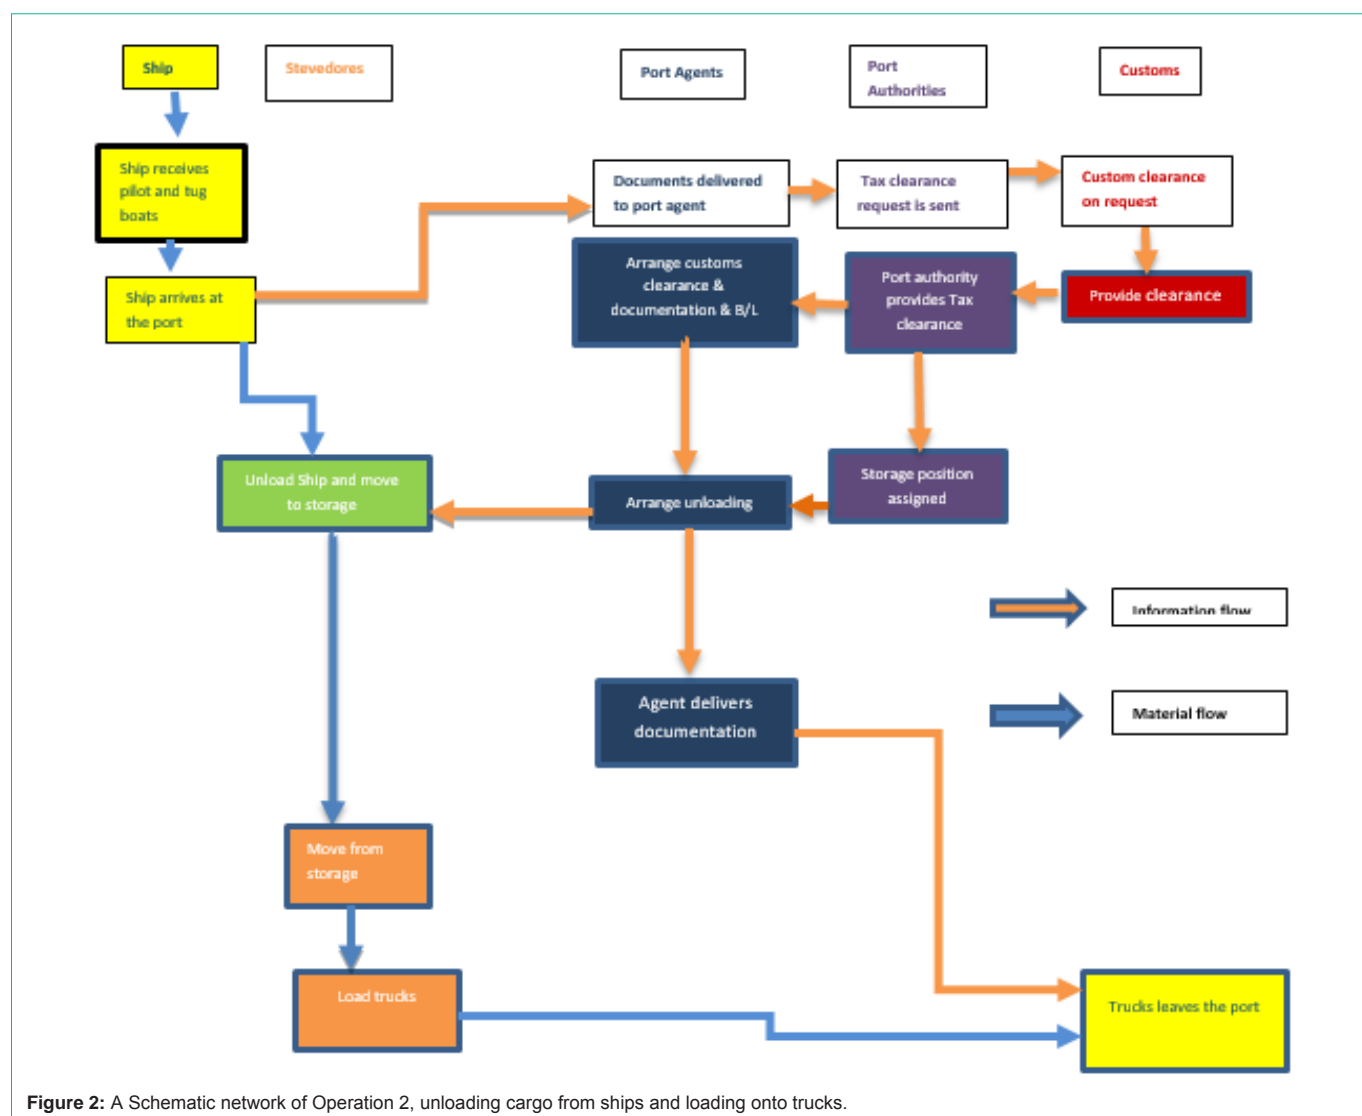 Ship
Stevedores
Port Agents
Port
Authorities
Customs
Ship receives
pilot and tug
boats
Documents delivered
to port agent
Tax clearance
request is sent
Custom clearance
on request
Ship arrives at
the port
Arrange customs
clearance &
documentation & B/L
Port authority
provides Tax
clearance
Provide clearance
Unload Ship and move
to storage
Arrange unloading
Storage position
assigned
Information flow
Agent delivers
documentation
Material flow
Move from
storage
Load trucks
Trucks leaves the port
Figure 2: A Schematic network of Operation 2, unloading cargo from ships and loading onto trucks.